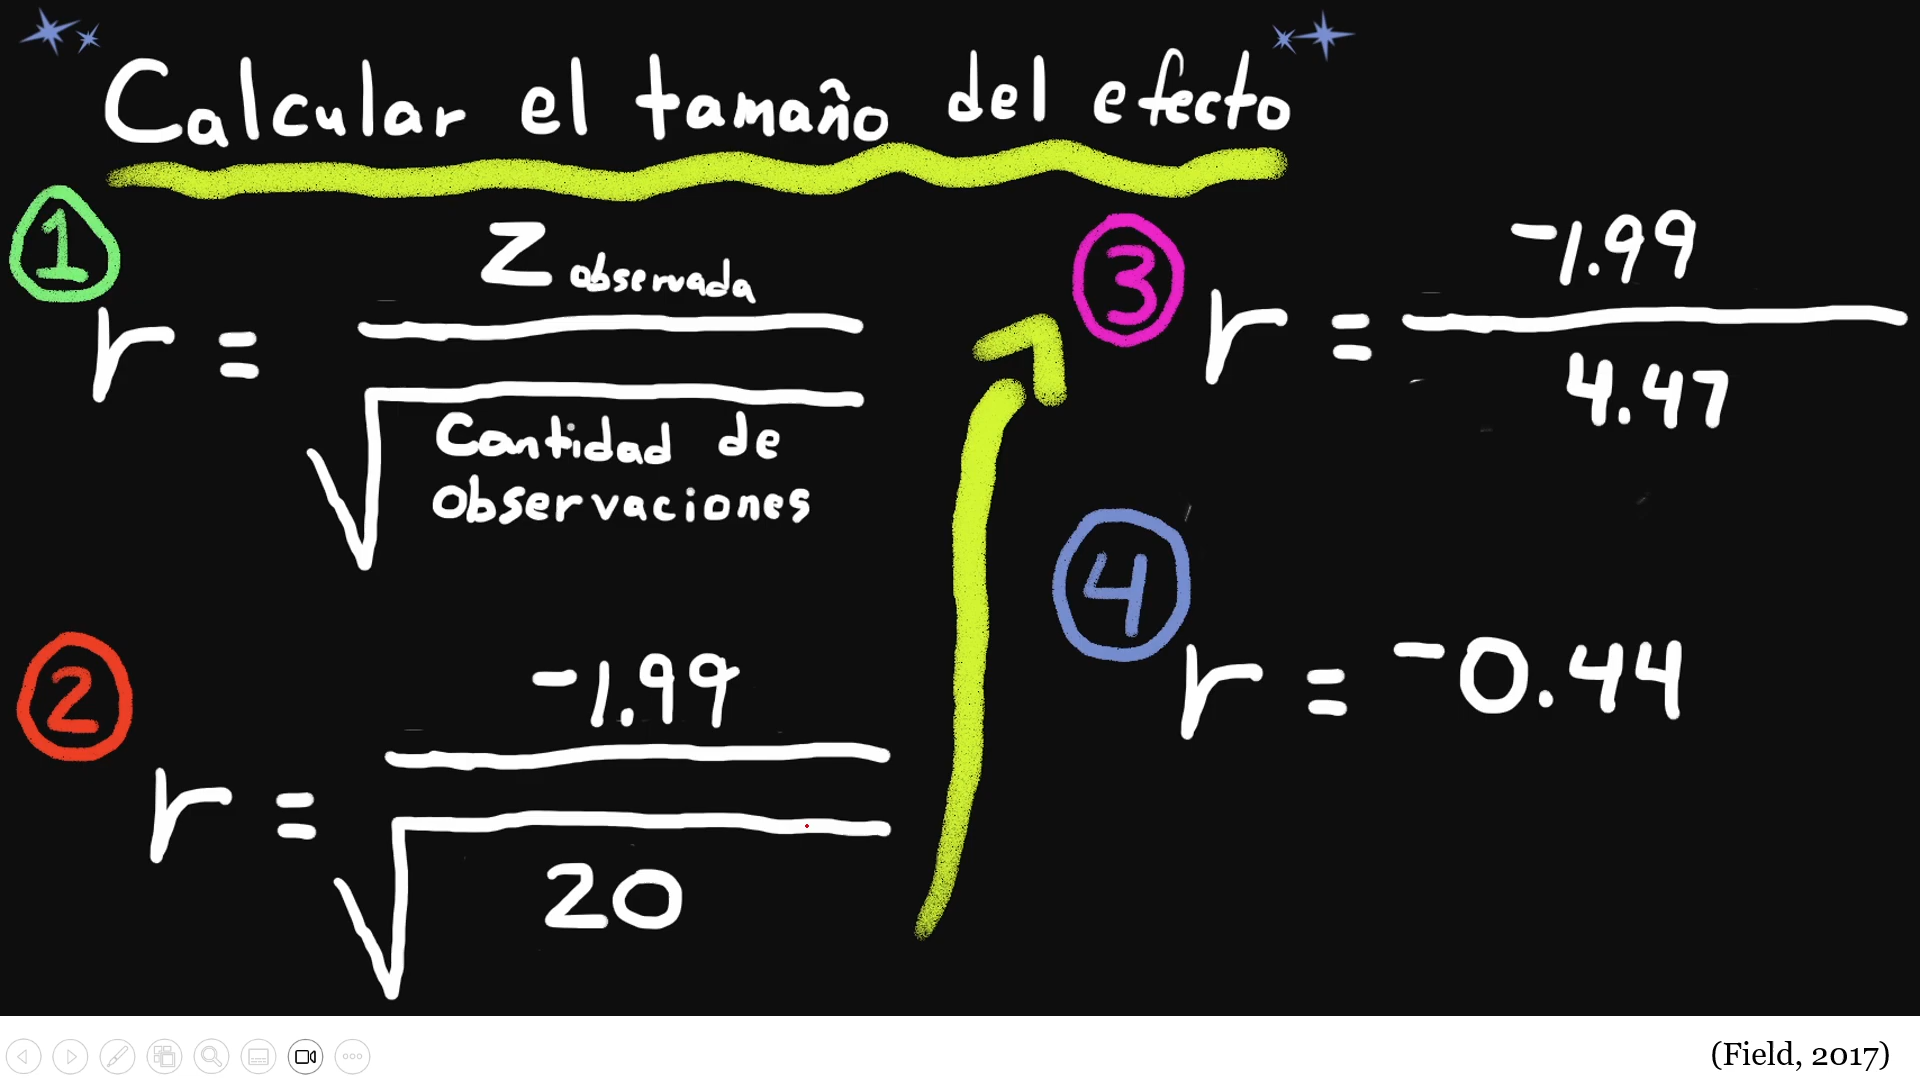 Calcular el tamaño del efecto
1
r = Z observada
√ Cantidad de
observaciones
2
r = -1.99
√ 20
3
r = -1.99
4.47
4
r = -0.44
(Field, 2017)